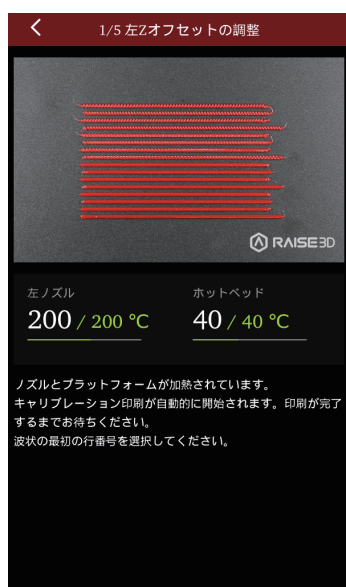 1/5 左Zオフセットの調整
RAISE3D
左ノズル
ホットベッド
200 / 200 ℃
40 / 40 ℃
ノズルとプラットフォームが加熱されています。
キャリブレーション印刷が自動的に開始されます。印刷が完了
するまでお待ちください。
波状の最初の行番号を選択してください。